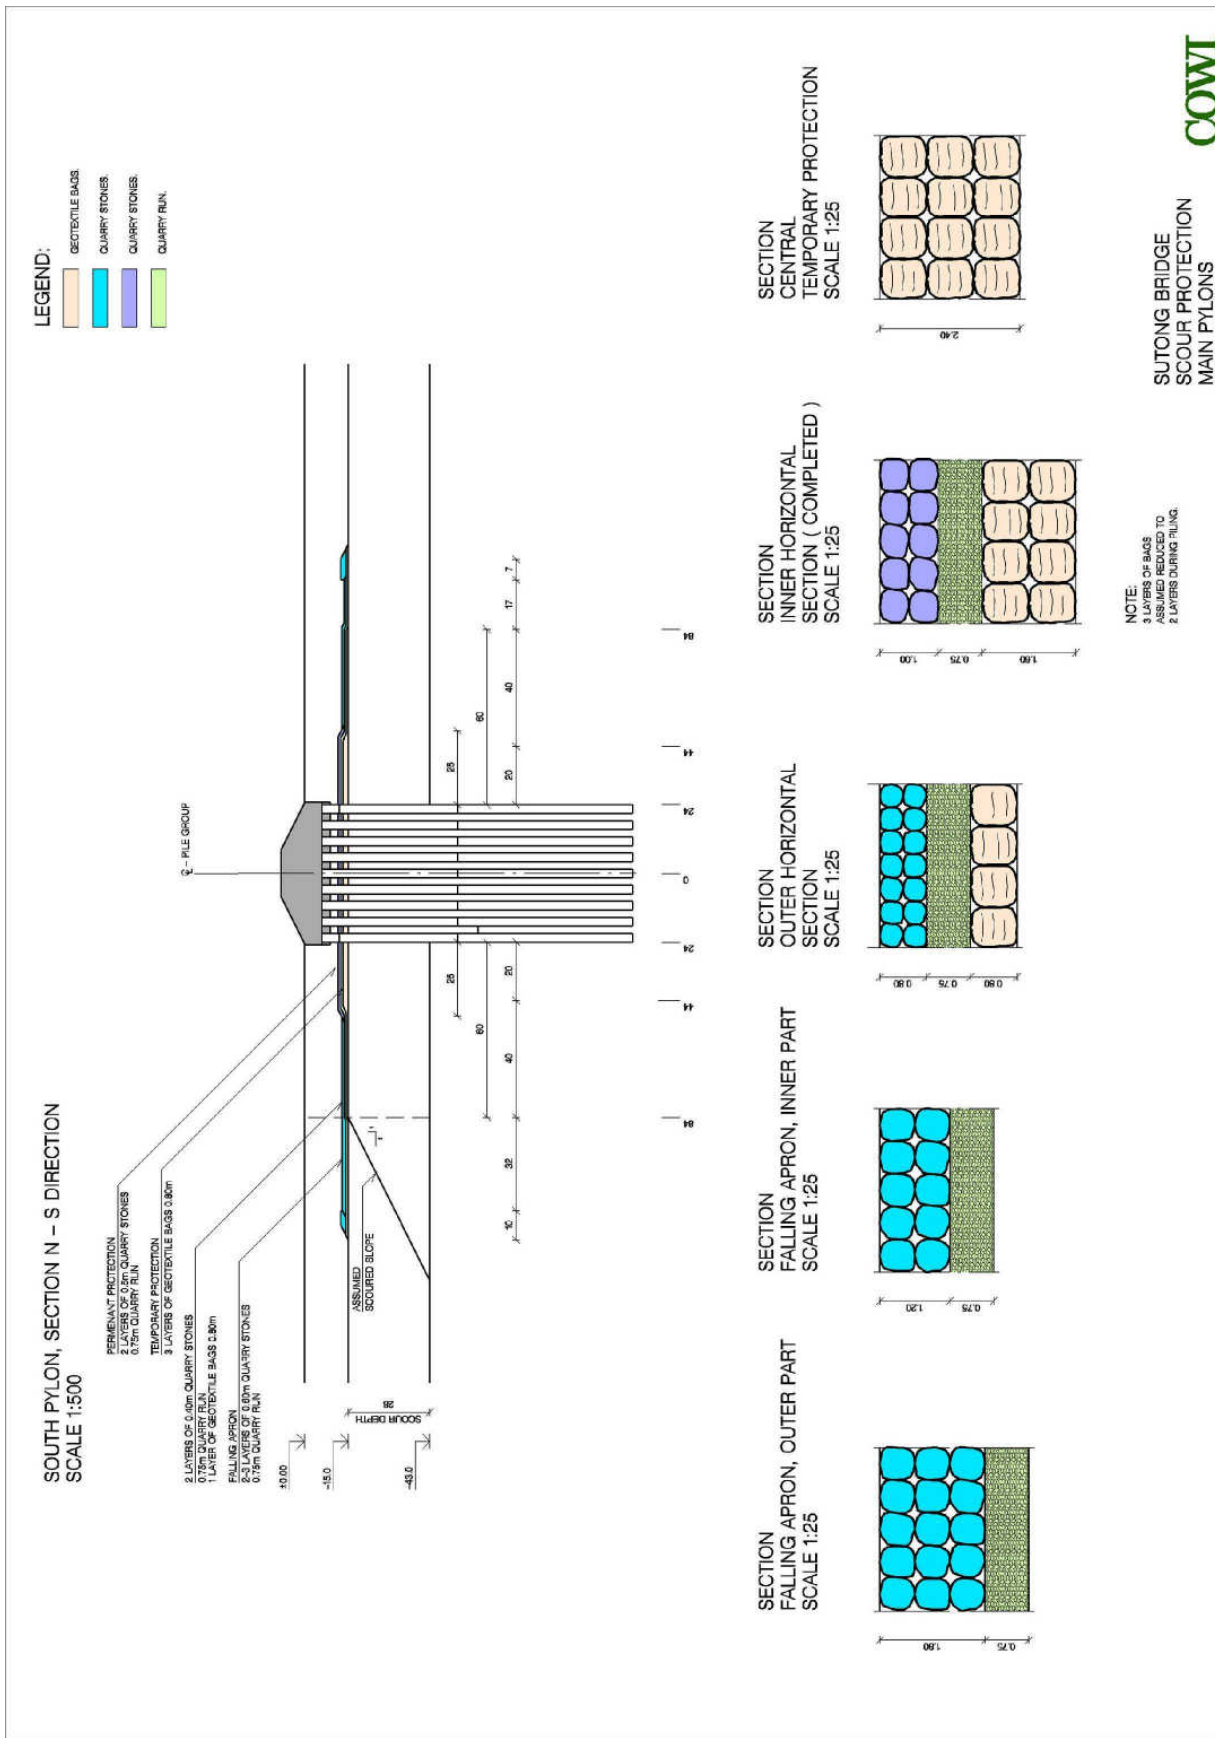 SOUTH PYLON, SECTION N – S DIRECTION
SCALE 1:500
LEGEND:
GEOTEXTILE BAGS.
QUARRY STONES.
QUARRY STONES.
QUARRY RUN.
PERMENANT PROTECTION
2 LAYERS OF 0.5m QUARRY STONES
0.75m QUARRY RUN
TEMPORARY PROTECTION
3 LAYERS OF GEOTEXTILE BAGS 0.80m
2 LAYERS OF 0.40m QUARRY STONES
0.75m QUARRY RUN
1 LAYER OF GEOTEXTILE BAGS 0.80m
FALLING APRON
2-3 LAYERS OF 0.60m QUARRY STONES
0.75m QUARRY RUN
℄ – PILE GROUP
±0.00
-15.0
-43.0
SCOUR DEPTH
28
ASSUMED
SCOURED SLOPE
25 25
60 60
10 32 40 20 20 40 17 7
84 44 24 0 24 44 84
SECTION
FALLING APRON, OUTER PART
SCALE 1:25
1.80
0.75
SECTION
FALLING APRON, INNER PART
SCALE 1:25
1.20
0.75
SECTION
OUTER HORIZONTAL
SECTION
SCALE 1:25
0.80
0.75
0.80
SECTION
INNER HORIZONTAL
SECTION ( COMPLETED )
SCALE 1:25
1.00
0.75
1.60
SECTION
CENTRAL
TEMPORARY PROTECTION
SCALE 1:25
2.40
NOTE:
3 LAYERS OF BAGS
ASSUMED REDUCED TO
2 LAYERS DURING PILING.
SUTONG BRIDGE
SCOUR PROTECTION
MAIN PYLONS
COWI